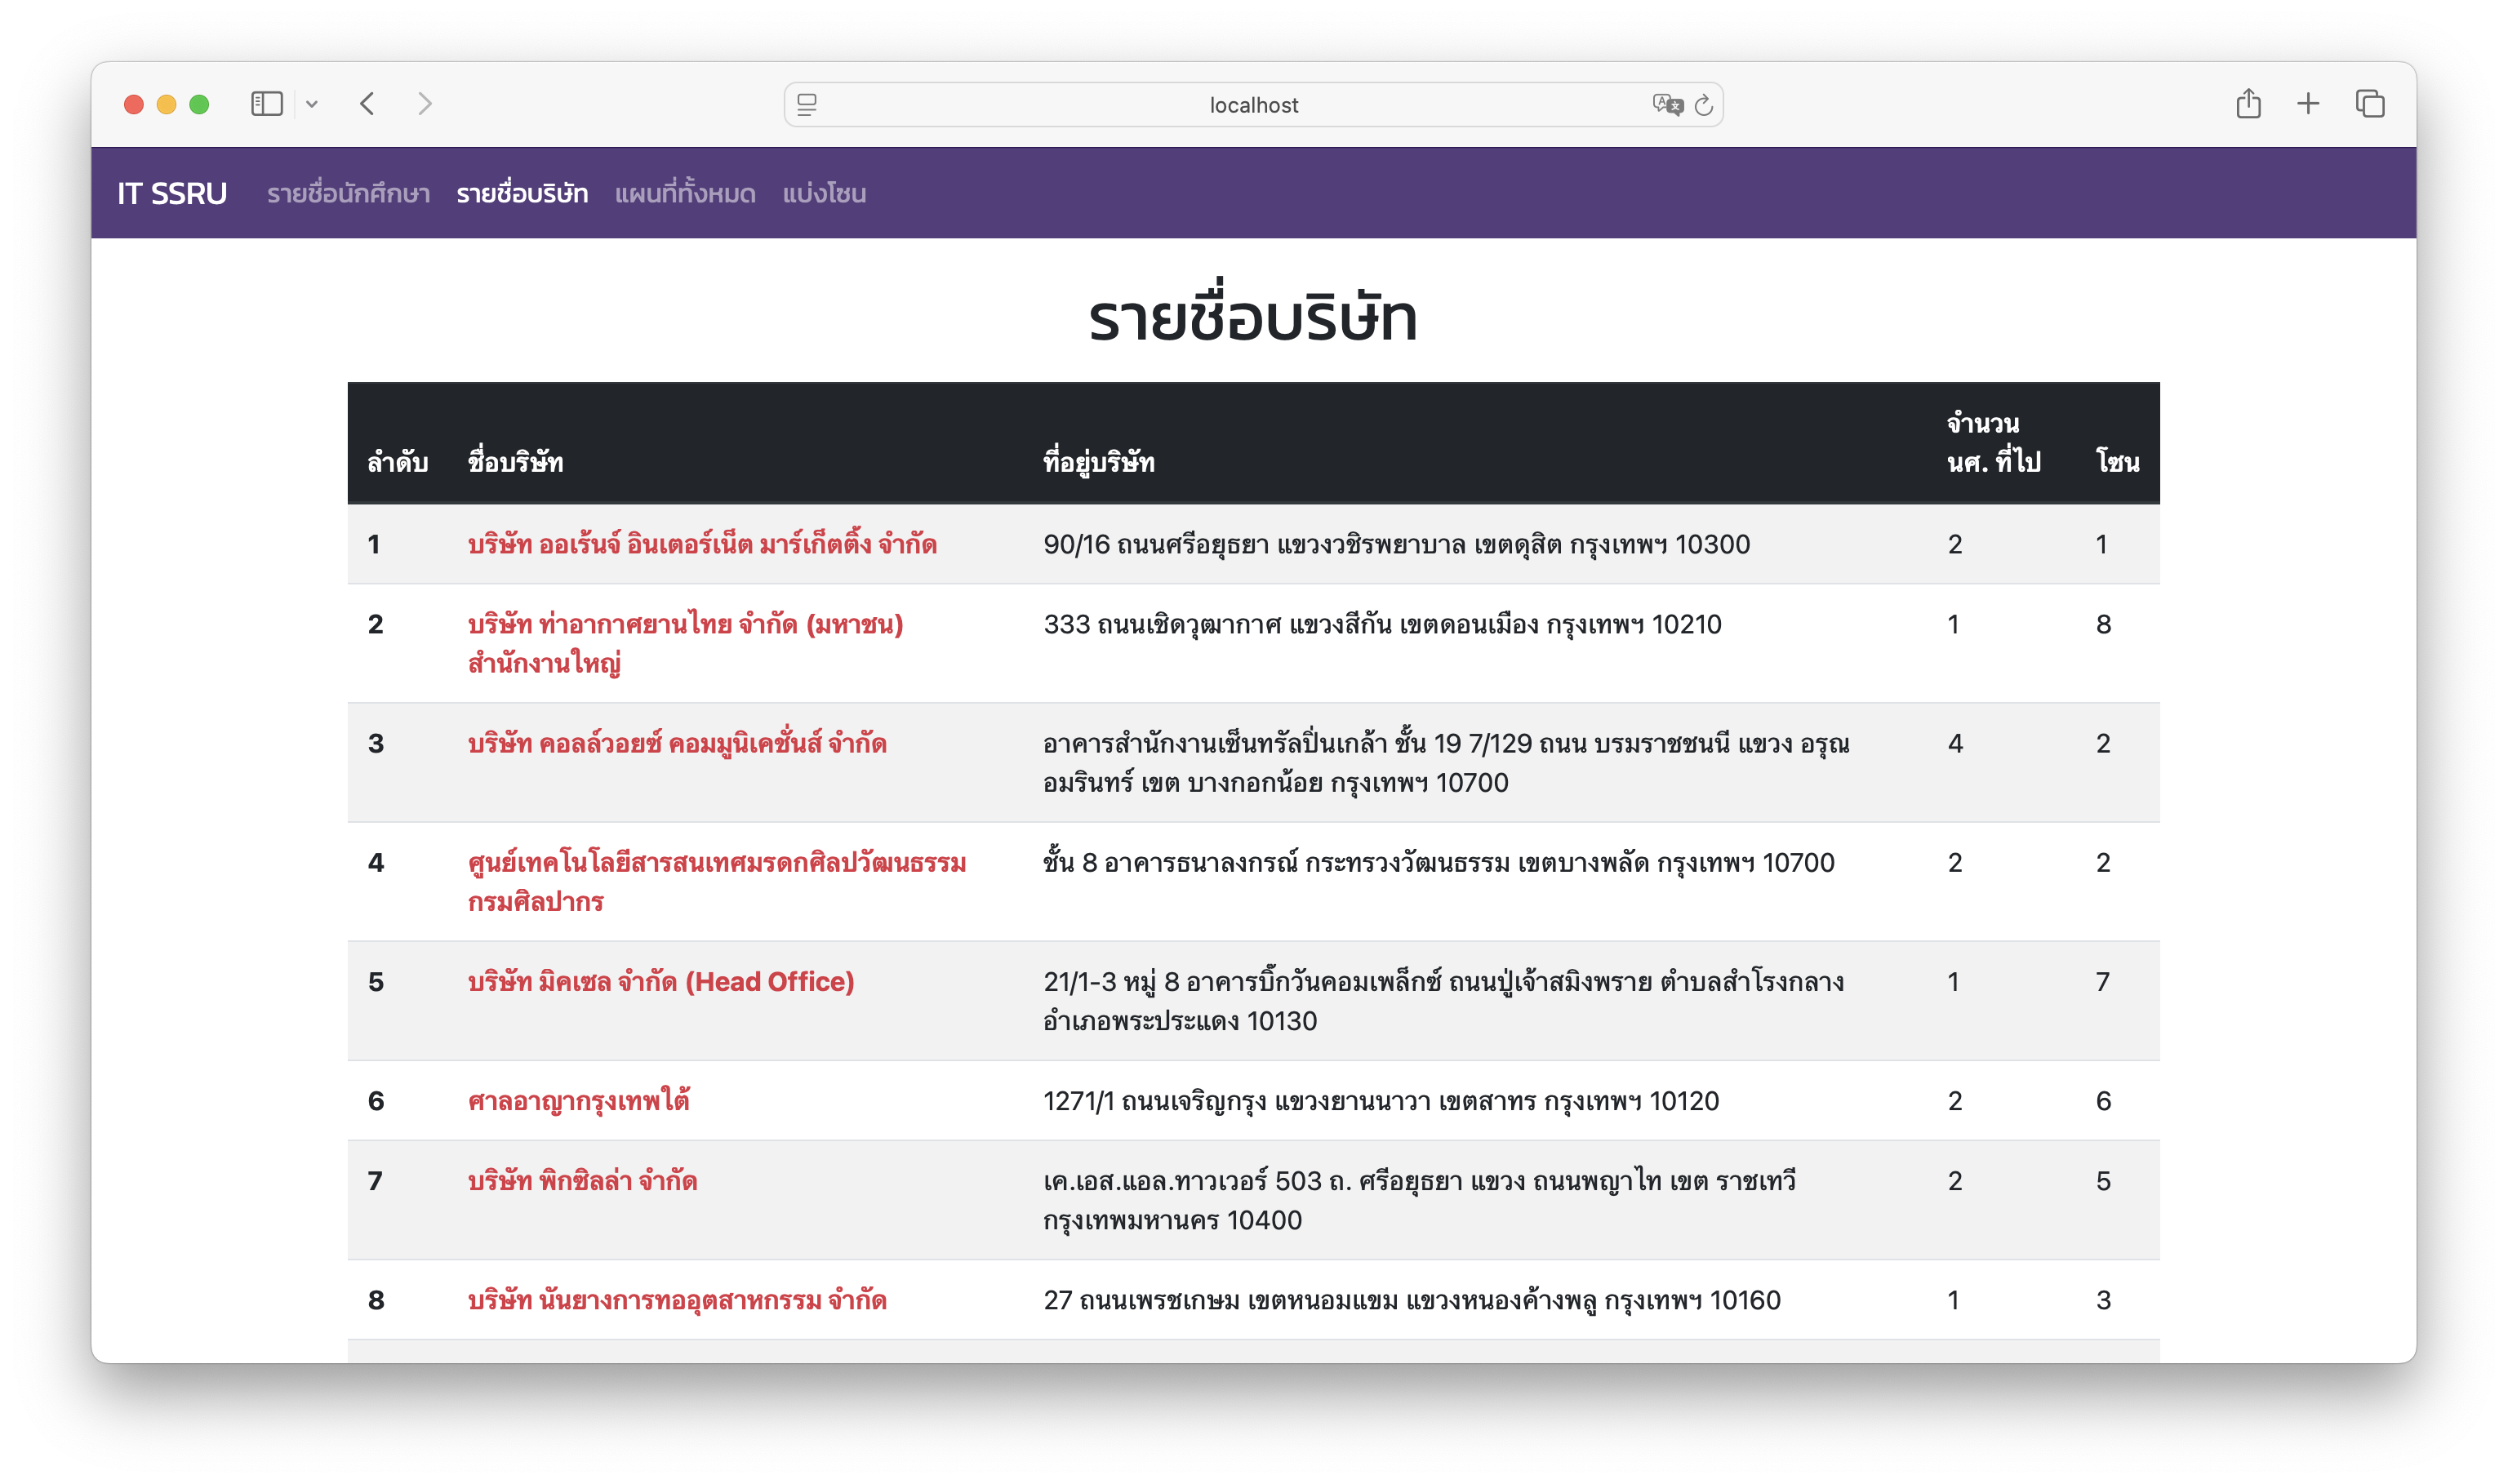 localhost
IT SSRU รายชื่อนักศึกษา รายชื่อบริษัท แผนที่ทั้งหมด แบ่งโซน
รายชื่อบริษัท
ลำดับ ชื่อบริษัท ที่อยู่บริษัท จำนวน นศ. ที่ไป โซน
1 บริษัท ออเร้นจ์ อินเตอร์เน็ต มาร์เก็ตติ้ง จำกัด 90/16 ถนนศรีอยุธยา แขวงวชิรพยาบาล เขตดุสิต กรุงเทพฯ 10300 2 1
2 บริษัท ท่าอากาศยานไทย จำกัด (มหาชน) 333 ถนนเชิดวุฒากาศ แขวงสีกัน เขตดอนเมือง กรุงเทพฯ 10210 1 8
สำนักงานใหญ่
3 บริษัท คอลล์วอยซ์ คอมมูนิเคชั่นส์ จำกัด อาคารสำนักงานเซ็นทรัลปิ่นเกล้า ชั้น 19 7/129 ถนน บรมราชชนนี แขวง อรุณ 4 2
อมรินทร์ เขต บางกอกน้อย กรุงเทพฯ 10700
4 ศูนย์เทคโนโลยีสารสนเทศมรดกศิลปวัฒนธรรม ชั้น 8 อาคารธนาลงกรณ์ กระทรวงวัฒนธรรม เขตบางพลัด กรุงเทพฯ 10700 2 2
กรมศิลปากร
5 บริษัท มิคเซล จำกัด (Head Office) 21/1-3 หมู่ 8 อาคารบิ๊กวันคอมเพล็กซ์ ถนนปู่เจ้าสมิงพราย ตำบลสำโรงกลาง 1 7
อำเภอพระประแดง 10130
6 ศาลอาญากรุงเทพใต้ 1271/1 ถนนเจริญกรุง แขวงยานนาวา เขตสาทร กรุงเทพฯ 10120 2 6
7 บริษัท พิกซิลล่า จำกัด เค.เอส.แอล.ทาวเวอร์ 503 ถ. ศรีอยุธยา แขวง ถนนพญาไท เขต ราชเทวี 2 5
กรุงเทพมหานคร 10400
8 บริษัท นันยางการทออุตสาหกรรม จำกัด 27 ถนนเพรชเกษม เขตหนอมแขม แขวงหนองค้างพลู กรุงเทพฯ 10160 1 3